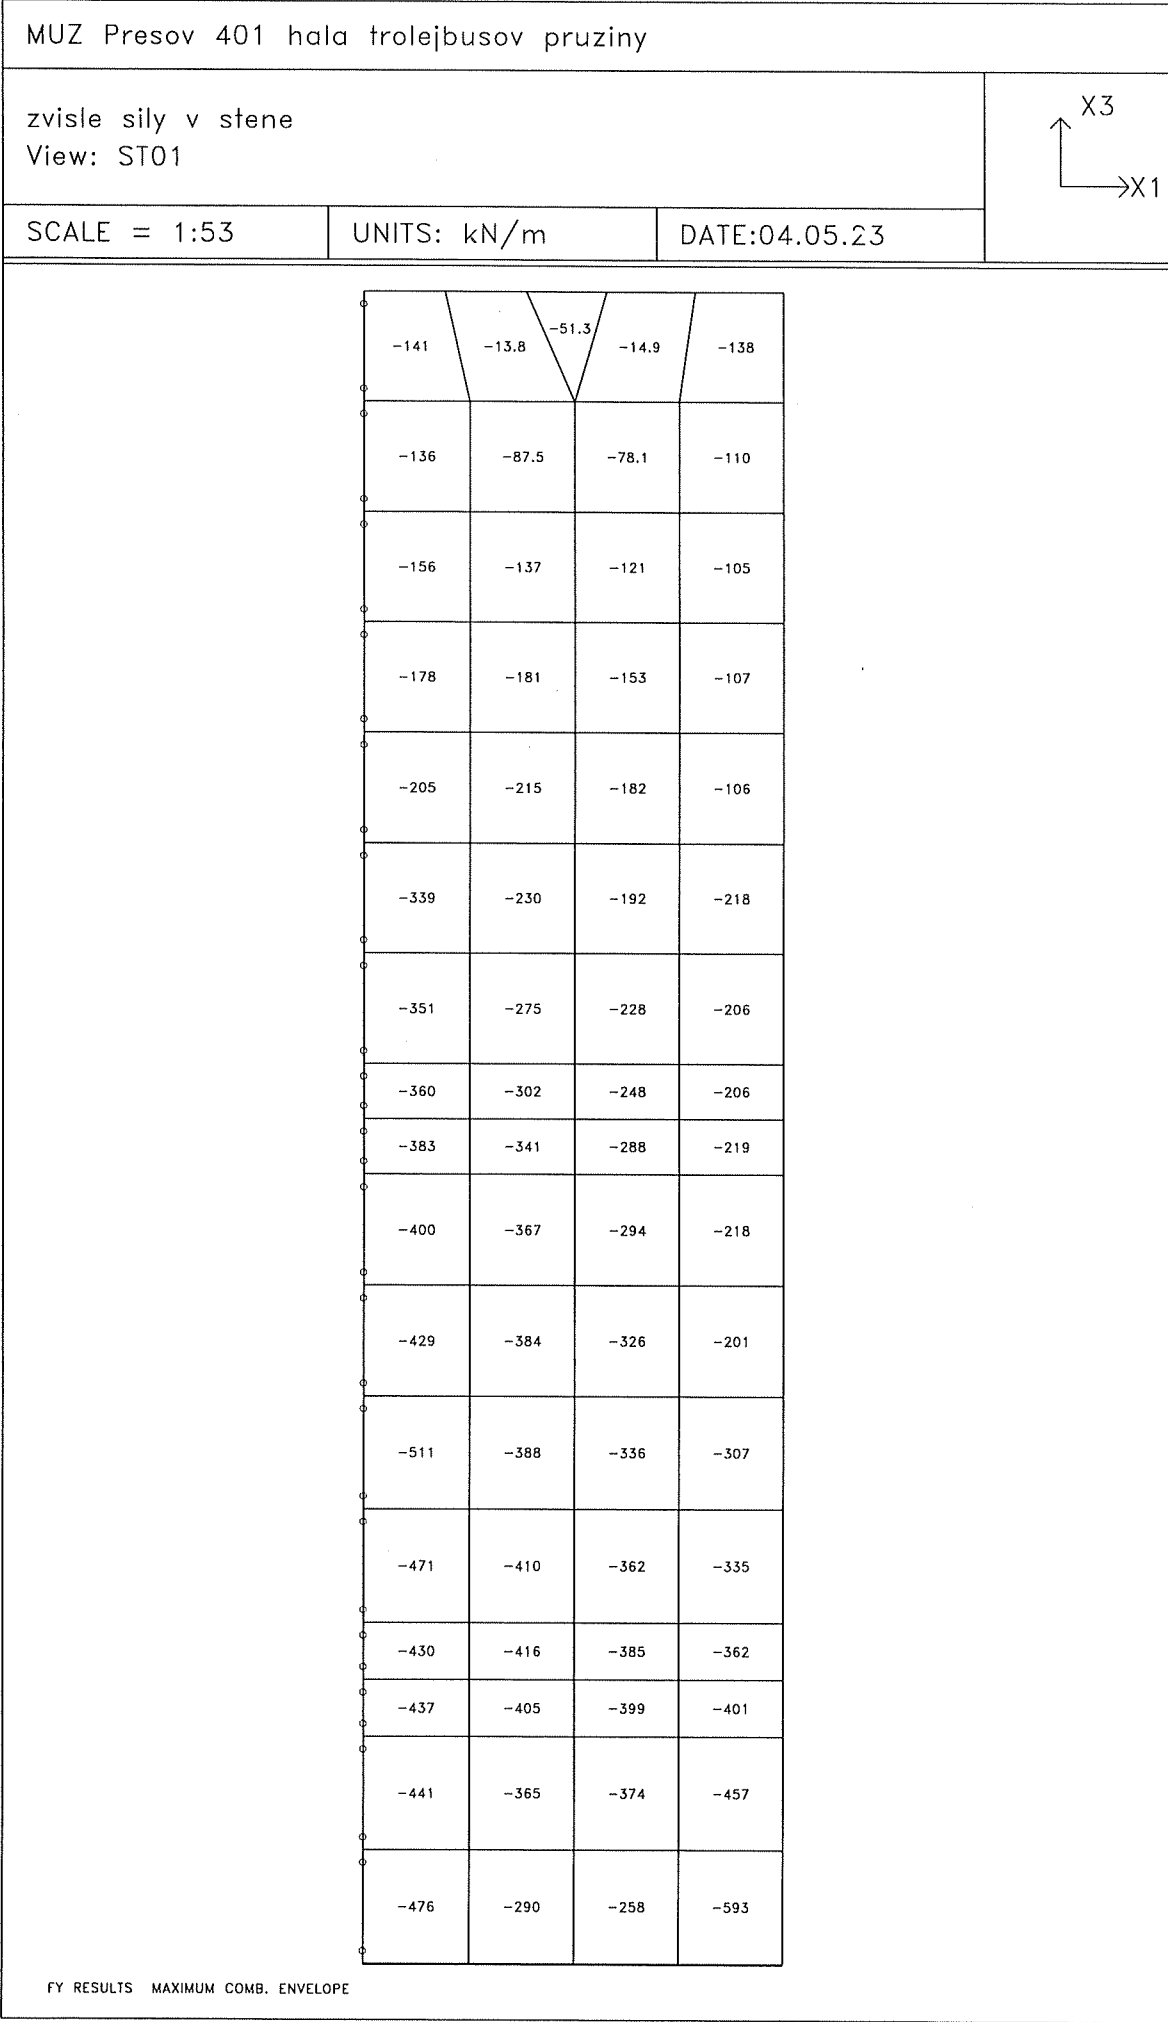 MUZ Presov 401 hala trolejbusov pruziny
zvisle sily v stene
View: ST01
X3
X1
SCALE = 1:53 UNITS: kN/m DATE:04.05.23
-141 -13.8 -51.3 -14.9 -138
-136 -87.5 -78.1 -110
-156 -137 -121 -105
-178 -181 -153 -107
-205 -215 -182 -106
-339 -230 -192 -218
-351 -275 -228 -206
-360 -302 -248 -206
-383 -341 -288 -219
-400 -367 -294 -218
-429 -384 -326 -201
-511 -388 -336 -307
-471 -410 -362 -335
-430 -416 -385 -362
-437 -405 -399 -401
-441 -365 -374 -457
-476 -290 -258 -593
FY RESULTS MAXIMUM COMB. ENVELOPE